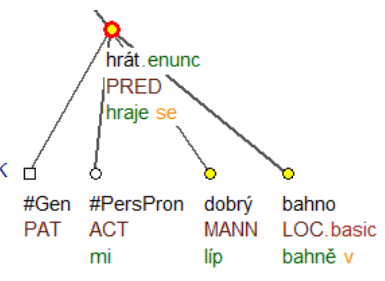 hrát.enunc
PRED
hraje se
K
#Gen #PersPron dobrý bahno
PAT ACT MANN LOC.basic
mi líp bahně v